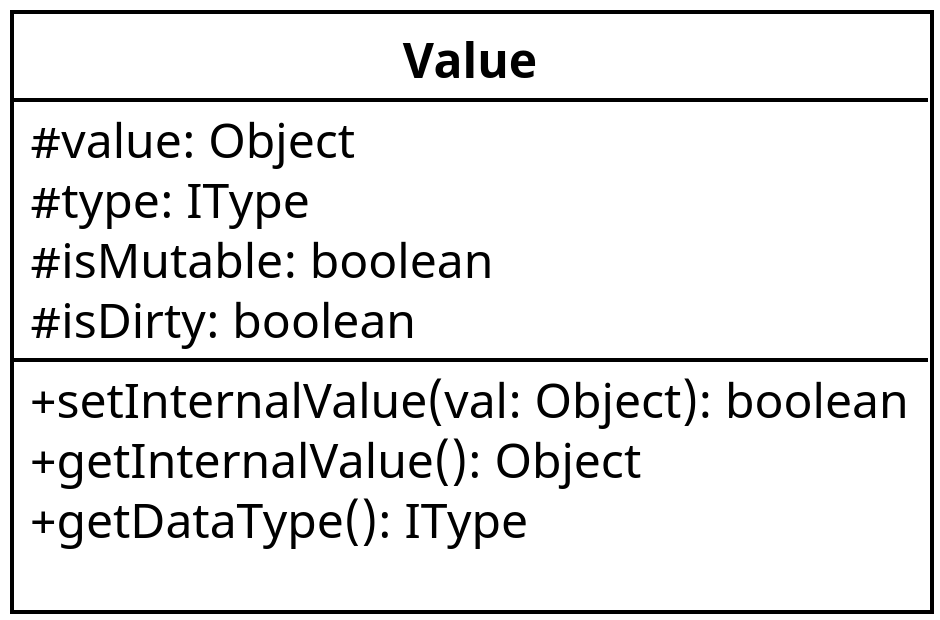 Value
#value: Object
#type: IType
#isMutable: boolean
#isDirty: boolean
+setInternalValue(val: Object): boolean
+getInternalValue(): Object
+getDataType(): IType